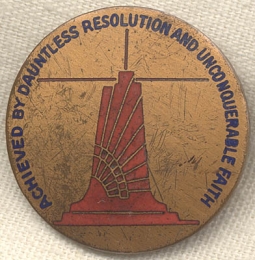 ACHIEVED BY DAUNTLESS RESOLUTION AND UNCONQUERABLE FAITH